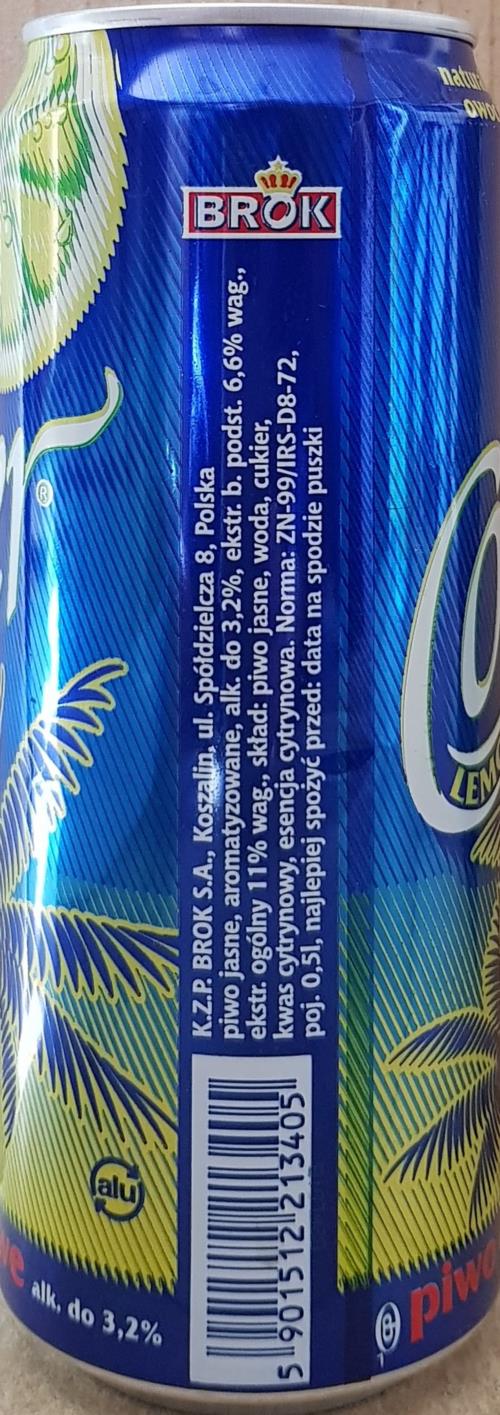 BROK
K.Z.P. BROK S.A., Koszalin, ul. Spółdzielcza 8, Polska
piwo jasne, aromatyzowane, alk. do 3,2%, ekstr. b. podst. 6,6% wag.,
ekstr. ogólny 11% wag., skład: piwo jasne, woda, cukier,
kwas cytrynowy, esencja cytrynowa. Norma: ZN-99/IRS-D8-72,
poj. 0,5l, najlepiej spożyć przed: data na spodzie puszki
5 901512 213405
®
alu
alk. do 3,2%
piwo